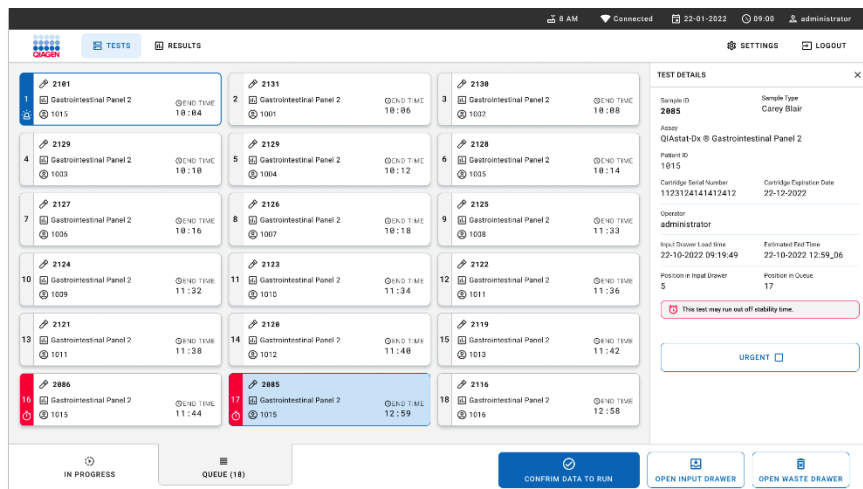 8 AM Connected 22-01-2022 09:00 administrator
QIAGEN TESTS RESULTS SETTINGS LOGOUT
2101
1 Gastrointestinal Panel 2 END TIME
1015 10:04
2131
2 Gastrointestinal Panel 2 END TIME
1001 10:06
2130
3 Gastrointestinal Panel 2 END TIME
1002 10:08
2129
4 Gastrointestinal Panel 2 END TIME
1003 10:10
2129
5 Gastrointestinal Panel 2 END TIME
1004 10:12
2128
6 Gastrointestinal Panel 2 END TIME
1005 10:14
2127
7 Gastrointestinal Panel 2 END TIME
1006 10:16
2126
8 Gastrointestinal Panel 2 END TIME
1007 10:18
2125
9 Gastrointestinal Panel 2 END TIME
1008 11:33
2124
10 Gastrointestinal Panel 2 END TIME
1009 11:32
2123
11 Gastrointestinal Panel 2 END TIME
1010 11:34
2122
12 Gastrointestinal Panel 2 END TIME
1011 11:36
2121
13 Gastrointestinal Panel 2 END TIME
1011 11:38
2120
14 Gastrointestinal Panel 2 END TIME
1012 11:40
2119
15 Gastrointestinal Panel 2 END TIME
1013 11:42
2086
16 Gastrointestinal Panel 2 END TIME
1015 11:44
2085
17 Gastrointestinal Panel 2 END TIME
1015 12:59
2116
18 Gastrointestinal Panel 2 END TIME
1016 12:58
TEST DETAILS
Sample ID Sample Type
2085 Carey Blair
Assay
QIAstat-Dx ® Gastrointestinal Panel 2
Patient ID
1015
Cartridge Serial Number Cartridge Expiration Date
1123124141412412 22-12-2022
Operator
administrator
Input Drawer Load time Estimated End Time
22-10-2022 09:19:49 22-10-2022 12:59_06
Position in Input Drawer Position in Queue
5 17
This test may run out off stability time.
URGENT
IN PROGRESS QUEUE (18) CONFRIM DATA TO RUN OPEN INPUT DRAWER OPEN WASTE DRAWER